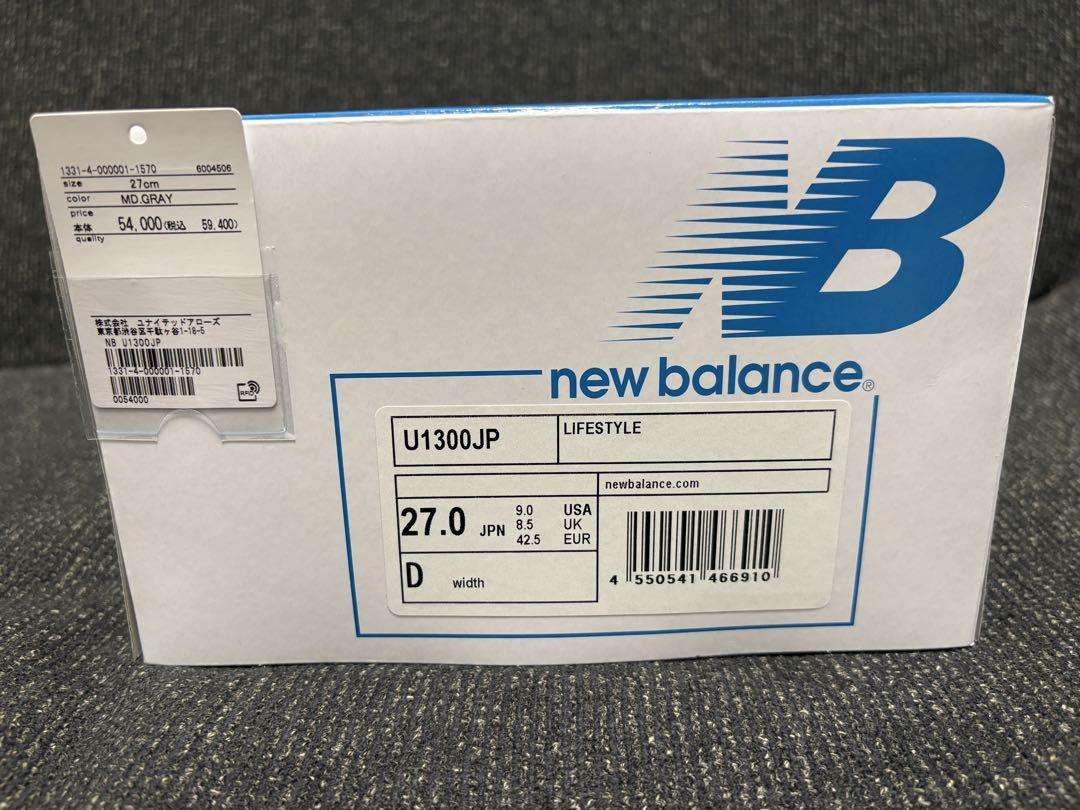 1331-4-000001-1570 6004506
size 27cm
color MD.GRAY
price
本体 54,000(税込 59,400)
quality
株式会社 ユナイテッドアローズ
東京都渋谷区千駄ヶ谷1-18-5
NB U1300JP
1331-4-000001-1570
0054000
RFID
NB
new balance®
U1300JP LIFESTYLE
newbalance.com
27.0 JPN
9.0 USA
8.5 UK
42.5 EUR
D width
4 550541 466910